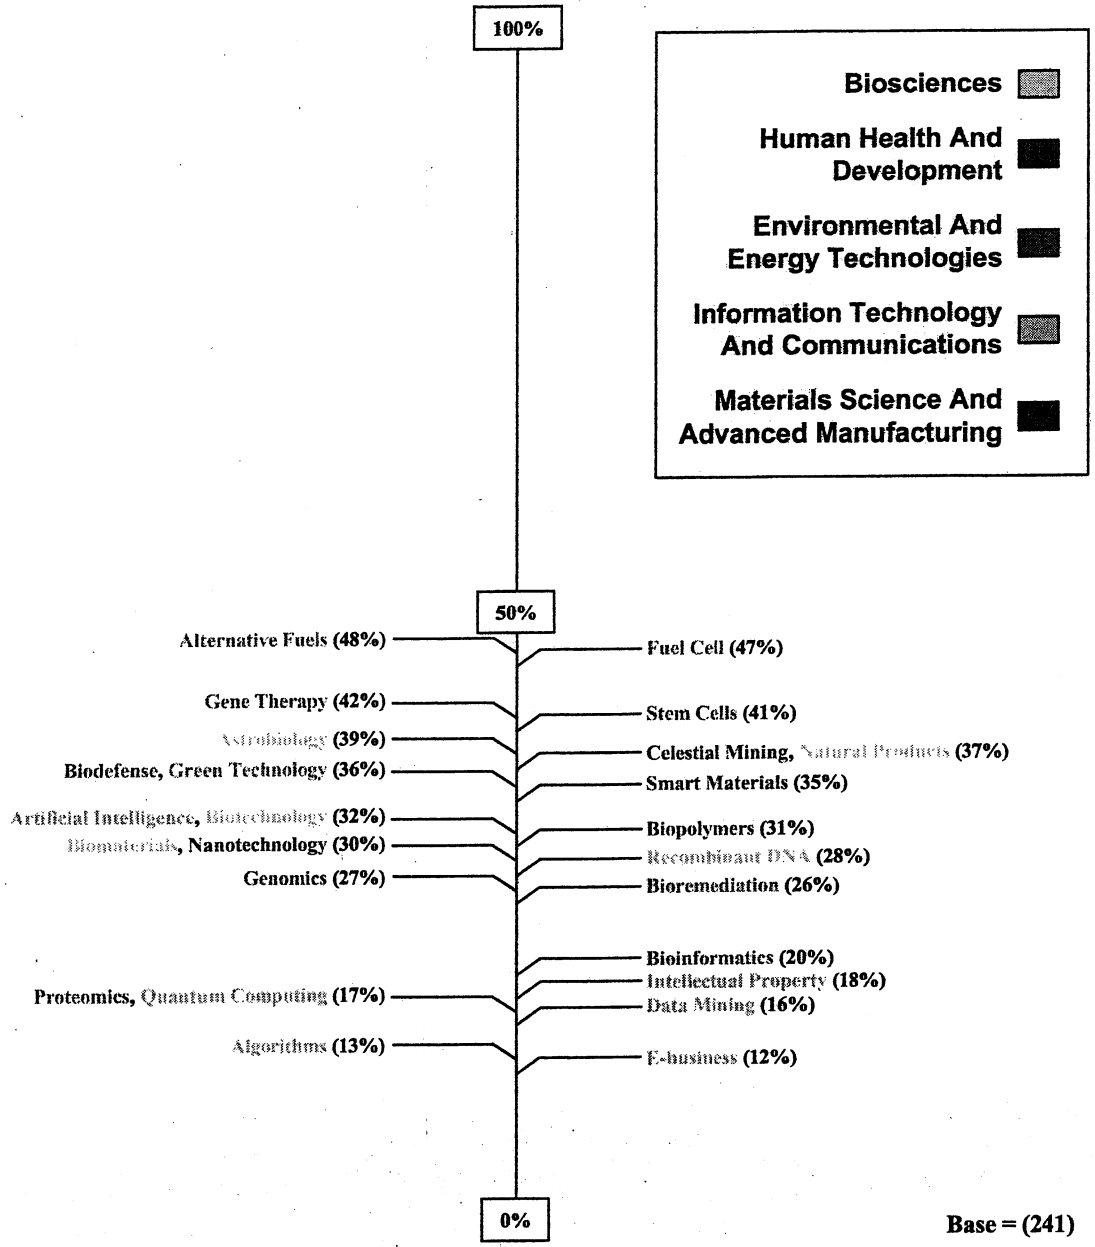 100%
Biosciences
Human Health And
Development
Environmental And
Energy Technologies
Information Technology
And Communications
Materials Science And
Advanced Manufacturing
50%
Alternative Fuels (48%)
Fuel Cell (47%)
Gene Therapy (42%)
Stem Cells (41%)
Astrobiology (39%)
Celestial Mining, Natural Products (37%)
Biodefense, Green Technology (36%)
Smart Materials (35%)
Artificial Intelligence, Biotechnology (32%)
Biopolymers (31%)
Biomaterials, Nanotechnology (30%)
Recombinant DNA (28%)
Genomics (27%)
Bioremediation (26%)
Bioinformatics (20%)
Intellectual Property (18%)
Proteomics, Quantum Computing (17%)
Data Mining (16%)
Algorithms (13%)
E-business (12%)
0%
Base = (241)